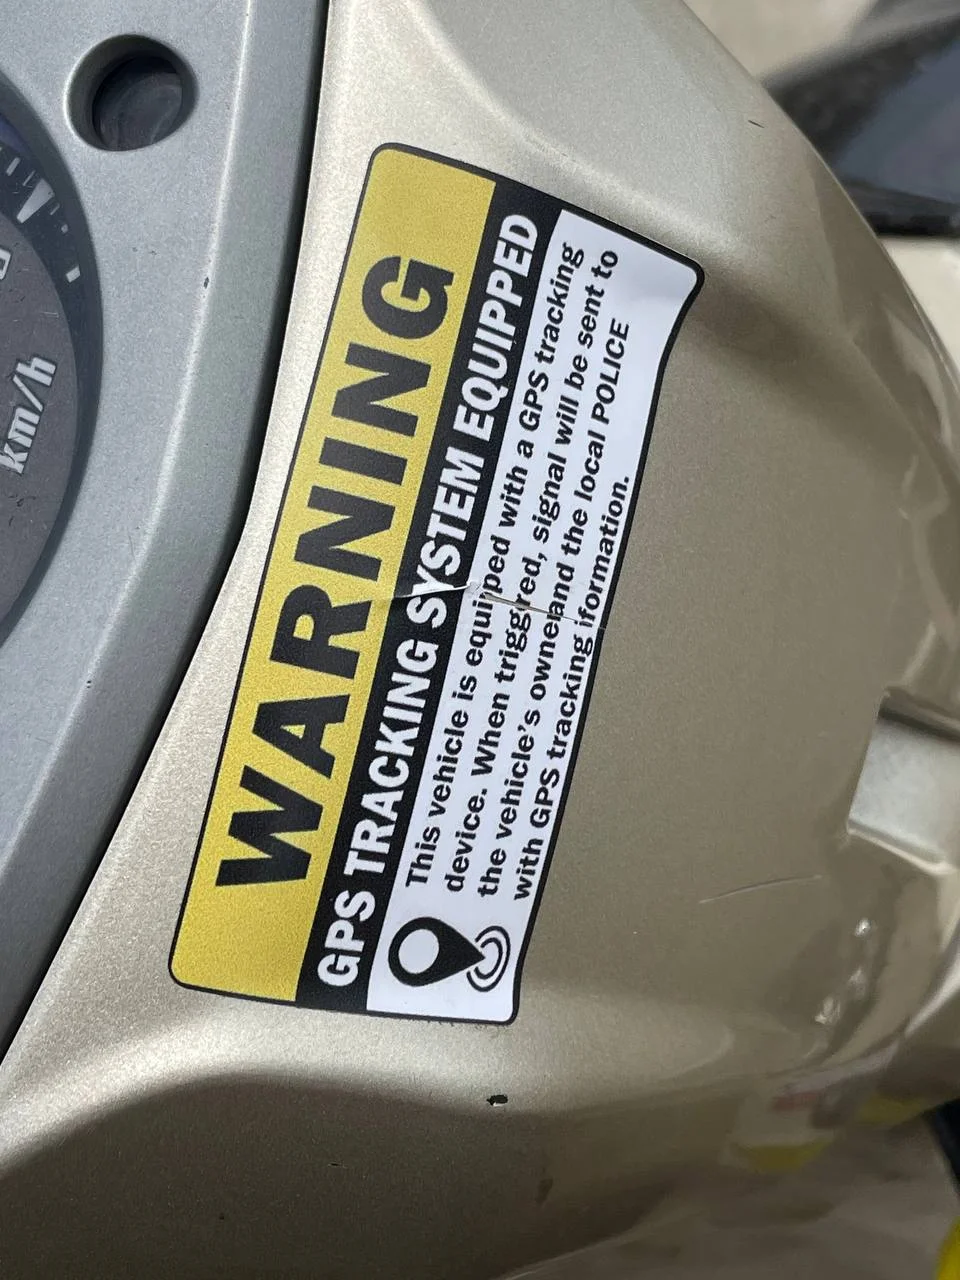 WARNING
GPS TRACKING SYSTEM EQUIPPED
This vehicle is equipped with a GPS tracking
device. When triggered, signal will be sent to
the vehicle's owner and the local POLICE
with GPS tracking information.
km/h